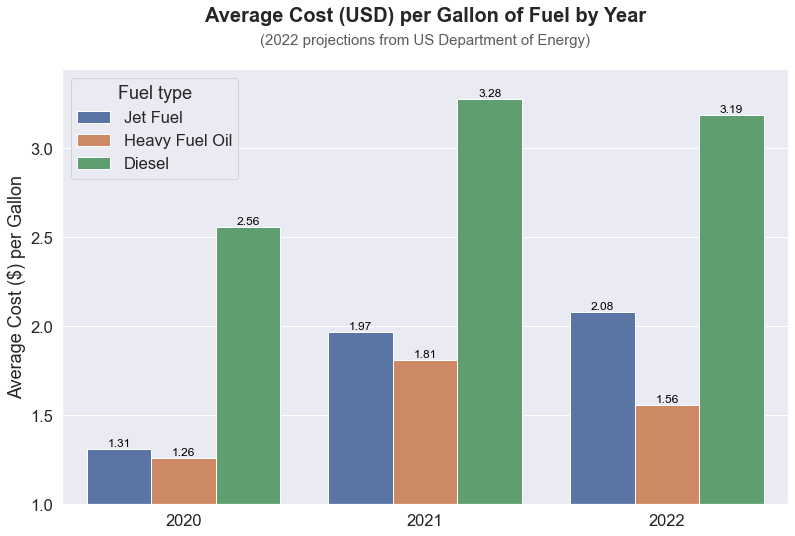 Average Cost (USD) per Gallon of Fuel by Year
(2022 projections from US Department of Energy)
Fuel type
Jet Fuel
Heavy Fuel Oil
Diesel
Average Cost ($) per Gallon
3.0
2.5
2.0
1.5
1.0
1.31
1.26
2.56
1.97
1.81
3.28
2.08
1.56
3.19
2020
2021
2022